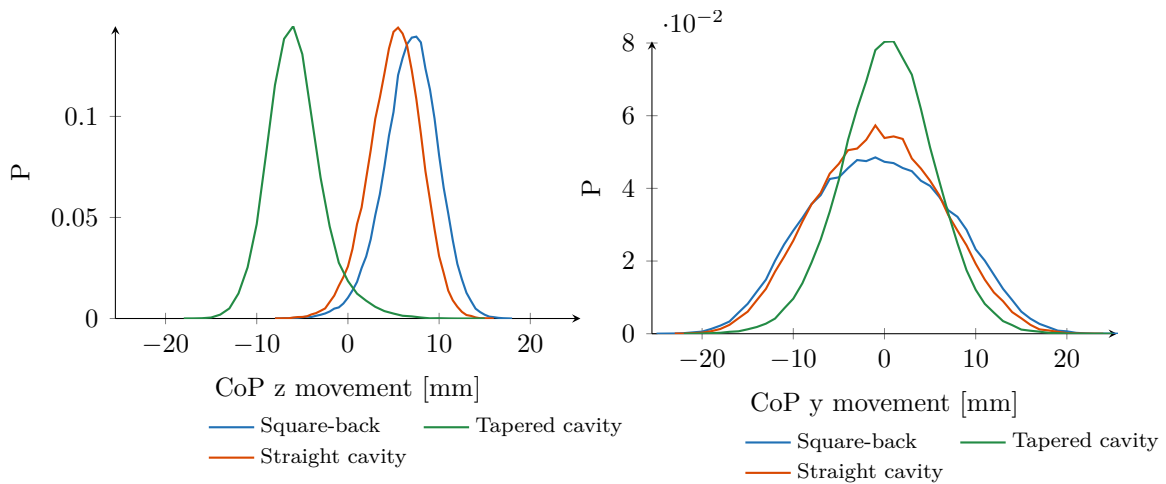 P
0.1
0.05
0
−20 −10 0 10 20
CoP z movement [mm]
Square-back Tapered cavity
Straight cavity
·10−2
P
8
6
4
2
0
−20 −10 0 10 20
CoP y movement [mm]
Square-back Tapered cavity
Straight cavity